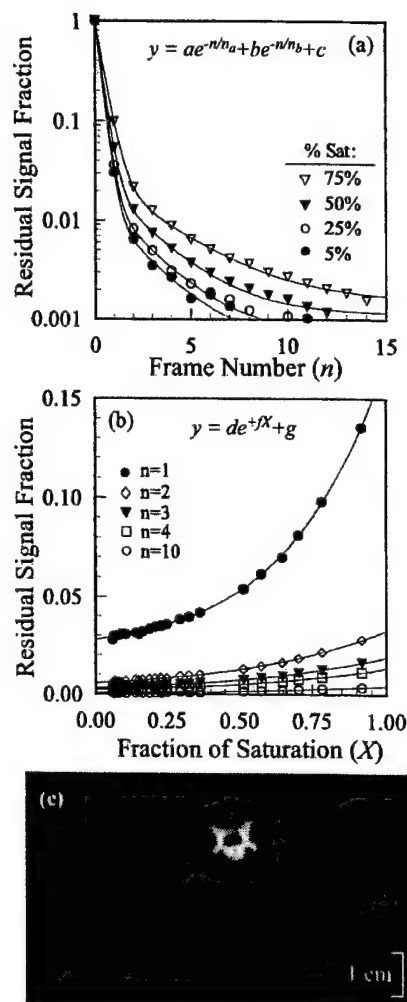 y = ae^{-n/n_a}+be^{-n/n_b}+c
(a)
Residual Signal Fraction
1
0.1
0.01
0.001
% Sat:
75%
50%
25%
5%
0
5
10
15
Frame Number (n)
(b)
y = de^{+fX}+g
Residual Signal Fraction
0.15
0.10
0.05
0.00
n=1
n=2
n=3
n=4
n=10
0.00
0.25
0.50
0.75
1.00
Fraction of Saturation (X)
(c)
1 cm